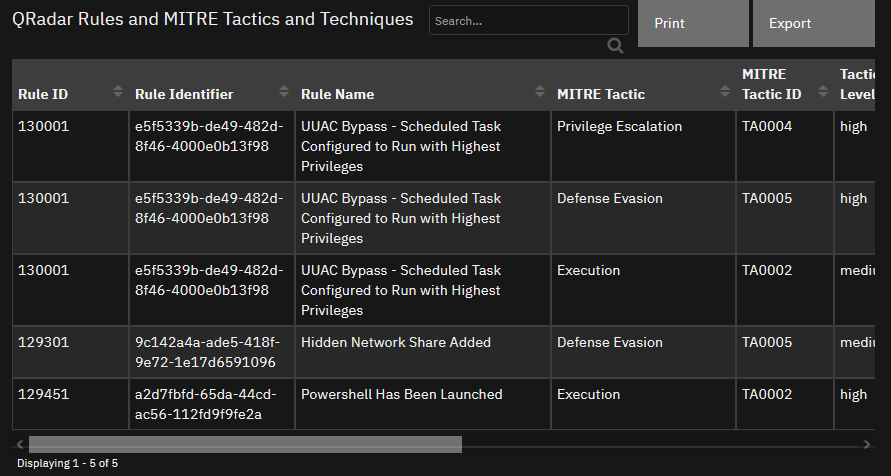 QRadar Rules and MITRE Tactics and Techniques
Search...
Print
Export
Rule ID
Rule Identifier
Rule Name
MITRE Tactic
MITRE
Tactic ID
Tactic
Level
130001
e5f5339b-de49-482d-
8f46-4000e0b13f98
UUAC Bypass - Scheduled Task
Configured to Run with Highest
Privileges
Privilege Escalation
TA0004
high
130001
e5f5339b-de49-482d-
8f46-4000e0b13f98
UUAC Bypass - Scheduled Task
Configured to Run with Highest
Privileges
Defense Evasion
TA0005
high
130001
e5f5339b-de49-482d-
8f46-4000e0b13f98
UUAC Bypass - Scheduled Task
Configured to Run with Highest
Privileges
Execution
TA0002
mediu
129301
9c142a4a-ade5-418f-
9e72-1e17d6591096
Hidden Network Share Added
Defense Evasion
TA0005
mediu
129451
a2d7fbfd-65da-44cd-
ac56-112fd9f9fe2a
Powershell Has Been Launched
Execution
TA0002
high
Displaying 1 - 5 of 5